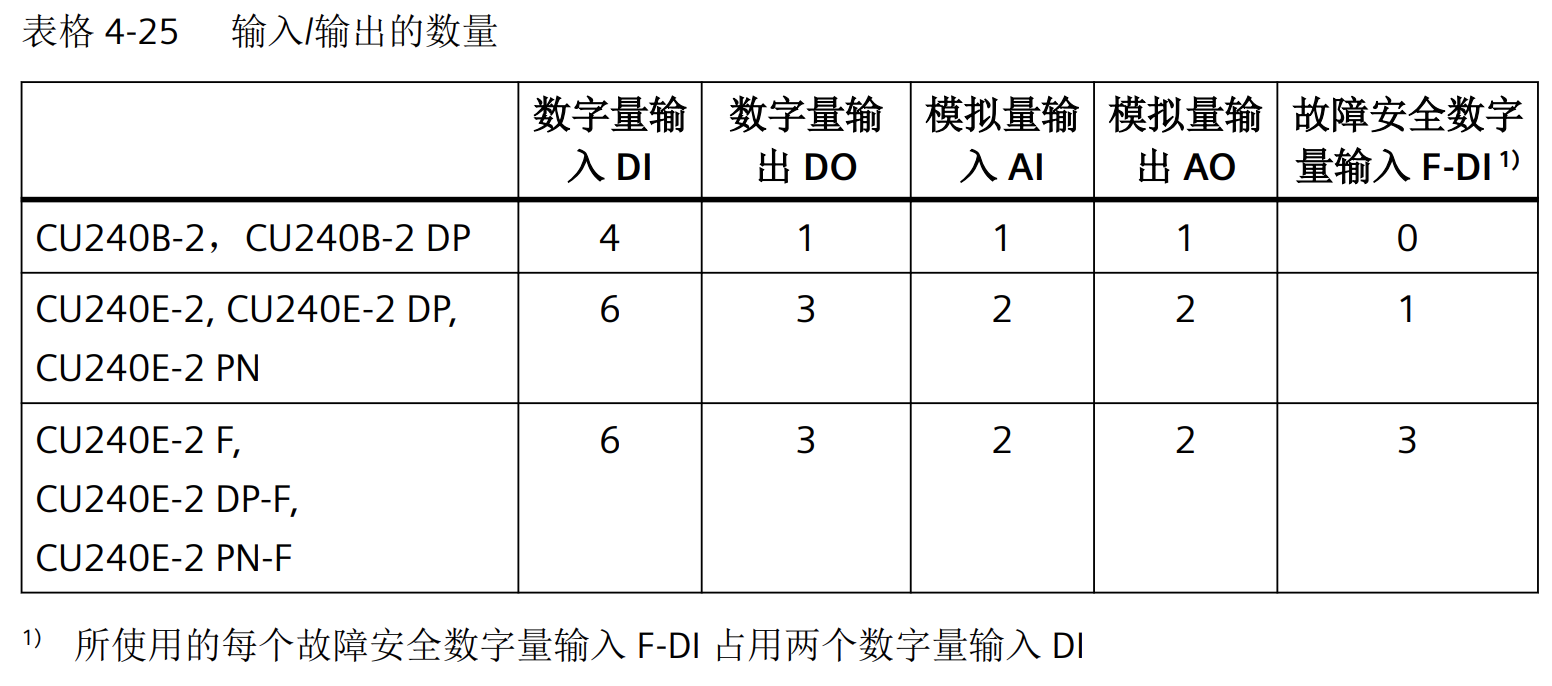 表格 4-25 输入/输出的数量
数字量输入 DI 数字量输出 DO 模拟量输入 AI 模拟量输出 AO 故障安全数字量输入 F-DI 1)
CU240B-2，CU240B-2 DP 4 1 1 1 0
CU240E-2, CU240E-2 DP, 6 3 2 2 1
CU240E-2 PN
CU240E-2 F, 6 3 2 2 3
CU240E-2 DP-F,
CU240E-2 PN-F
1) 所使用的每个故障安全数字量输入 F-DI 占用两个数字量输入 DI